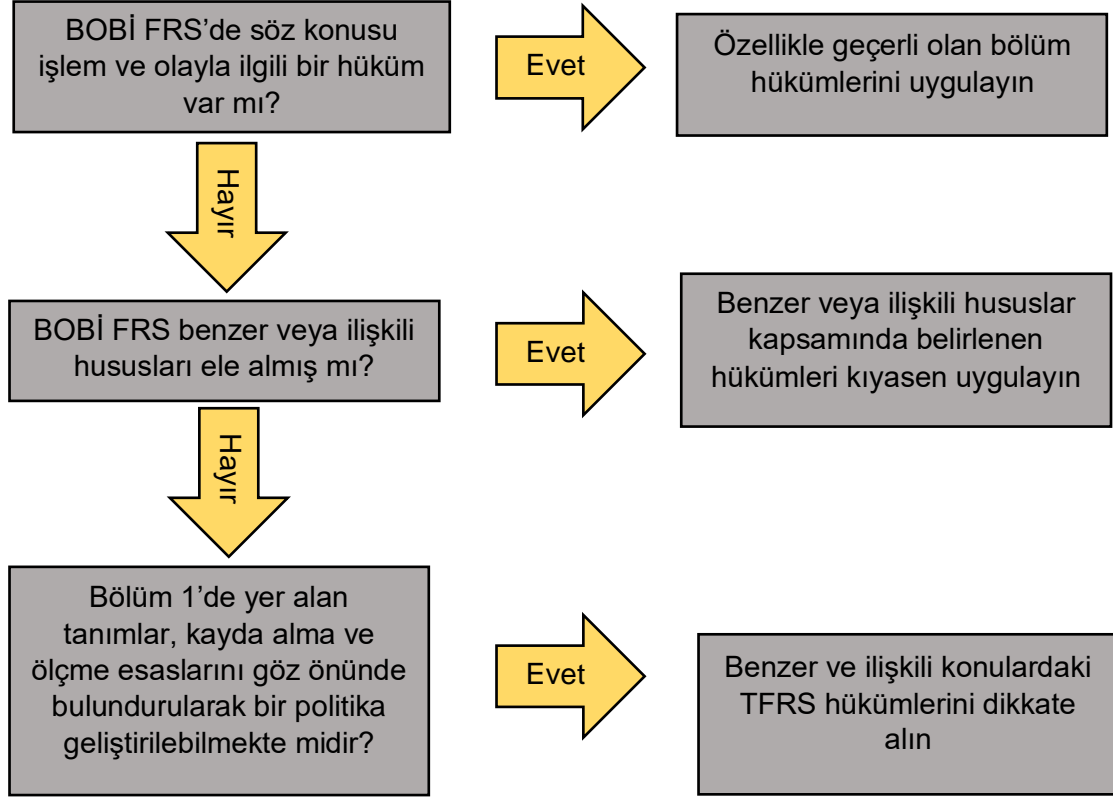 BOBİ FRS’de söz konusu
işlem ve olayla ilgili bir hüküm
var mı?
Evet
Özellikle geçerli olan bölüm
hükümlerini uygulayın
Hayır
BOBİ FRS benzer veya ilişkili
hususları ele almış mı?
Evet
Benzer veya ilişkili hususlar
kapsamında belirlenen
hükümleri kıyasen uygulayın
Hayır
Bölüm 1’de yer alan
tanımlar, kayda alma ve
ölçme esaslarını göz önünde
bulundurularak bir politika
geliştirilebilmekte midir?
Evet
Benzer ve ilişkili konulardaki
TFRS hükümlerini dikkate
alın